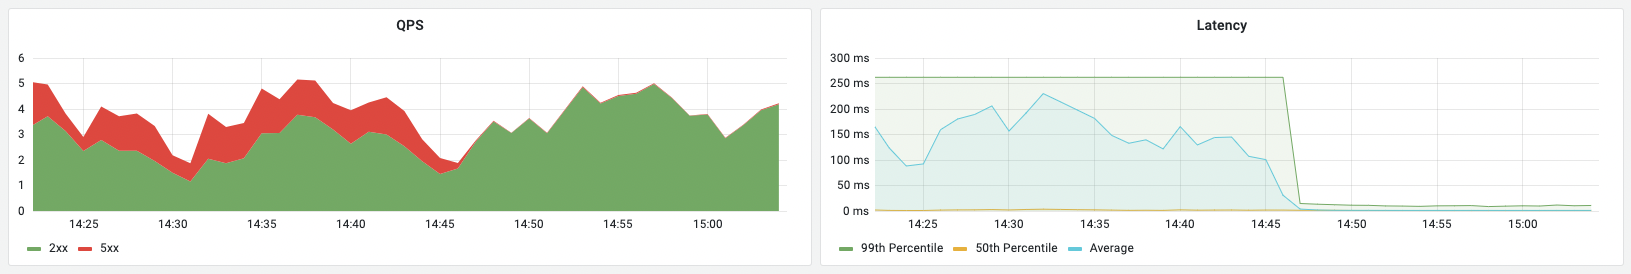 QPS
6
5
4
3
2
1
0
14:25 14:30 14:35 14:40 14:45 14:50 14:55 15:00
2xx 5xx
Latency
300 ms
250 ms
200 ms
150 ms
100 ms
50 ms
0 ms
14:25 14:30 14:35 14:40 14:45 14:50 14:55 15:00
99th Percentile 50th Percentile Average